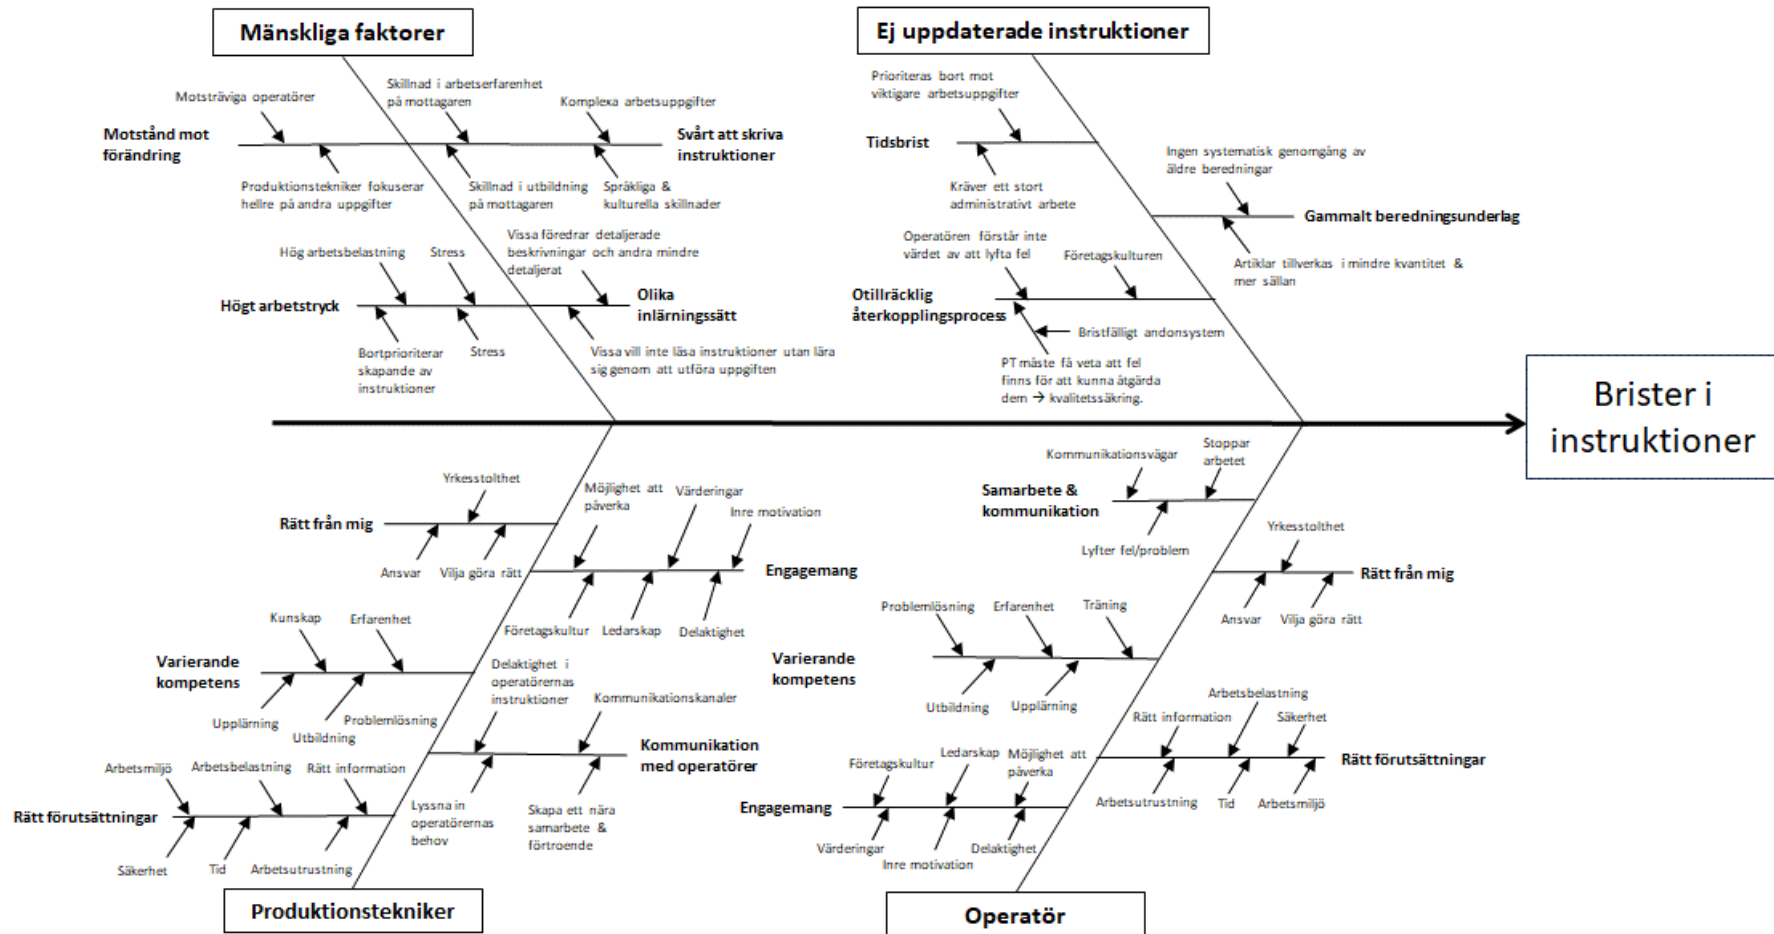 Mänskliga faktorer
Ej uppdaterade instruktioner
Motsträviga operatörer
Skillnad i arbetserfarenhet
på mottagaren
Komplexa arbetsuppgifter
Motstånd mot
förändring
Svårt att skriva
instruktioner
Produktionstekniker fokuserar
hellre på andra uppgifter
Skillnad i utbildning
på mottagaren
Språkliga &
kulturella skillnader
Hög arbetsbelastning
Stress
Vissa föredrar detaljerade
beskrivningar och andra mindre
detaljerat
Högt arbetstryck
Olika
inlärningssätt
Bortprioriterar
skapande av
instruktioner
Stress
Vissa vill inte läsa instruktioner utan lära
sig genom att utföra uppgiften
Prioriteras bort mot
viktigare arbetsuppgifter
Tidsbrist
Kräver ett stort
administrativt arbete
Ingen systematisk genomgång av
äldre beredningar
Gammalt beredningsunderlag
Artiklar tillverkas i mindre kvantitet &
mer sällan
Operatören förstår inte
värdet av att lyfta fel
Företagskulturen
Otillräcklig
återkopplingsprocess
Bristfälligt andonsystem
PT måste få veta att fel
finns för att kunna åtgärda
dem → kvalitetssäkring.
Brister i
instruktioner
Yrkesstolthet
Rätt från mig
Ansvar
Vilja göra rätt
Möjlighet att
påverka
Värderingar
Inre motivation
Engagemang
Företagskultur
Ledarskap
Delaktighet
Kunskap
Erfarenhet
Varierande
kompetens
Upplärning
Utbildning
Problemlösning
Delaktighet i
operatörernas
instruktioner
Kommunikationskanaler
Kommunikation
med operatörer
Lyssna in
operatörernas
behov
Skapa ett nära
samarbete &
förtroende
Arbetsmiljö
Arbetsbelastning
Rätt information
Rätt förutsättningar
Säkerhet
Tid
Arbetsutrustning
Produktionstekniker
Kommunikationsvägar
Stoppar
arbetet
Samarbete &
kommunikation
Lyfter fel/problem
Yrkesstolthet
Rätt från mig
Ansvar
Vilja göra rätt
Problemlösning
Erfarenhet
Träning
Varierande
kompetens
Utbildning
Upplärning
Arbetsbelastning
Rätt information
Säkerhet
Rätt förutsättningar
Arbetsutrustning
Tid
Arbetsmiljö
Företagskultur
Ledarskap
Möjlighet att
påverka
Engagemang
Värderingar
Inre motivation
Delaktighet
Operatör